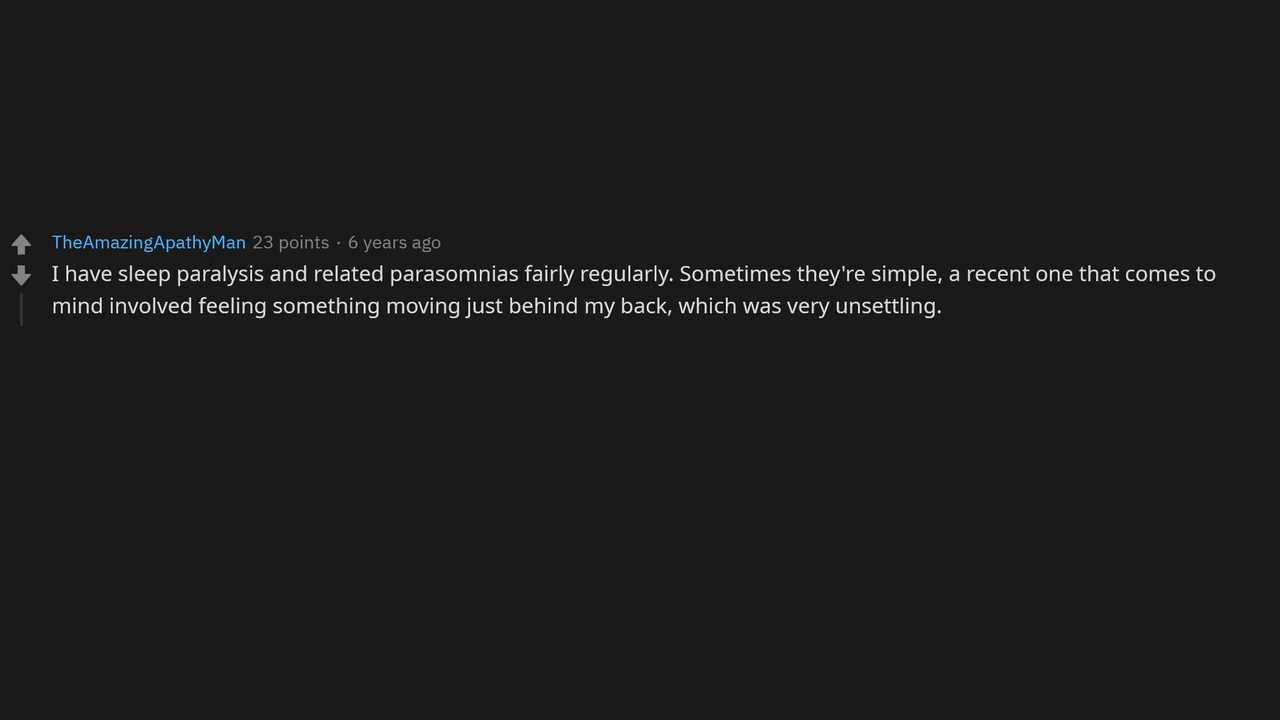 TheAmazingApathyMan 23 points · 6 years ago
I have sleep paralysis and related parasomnias fairly regularly. Sometimes they're simple, a recent one that comes to
mind involved feeling something moving just behind my back, which was very unsettling.